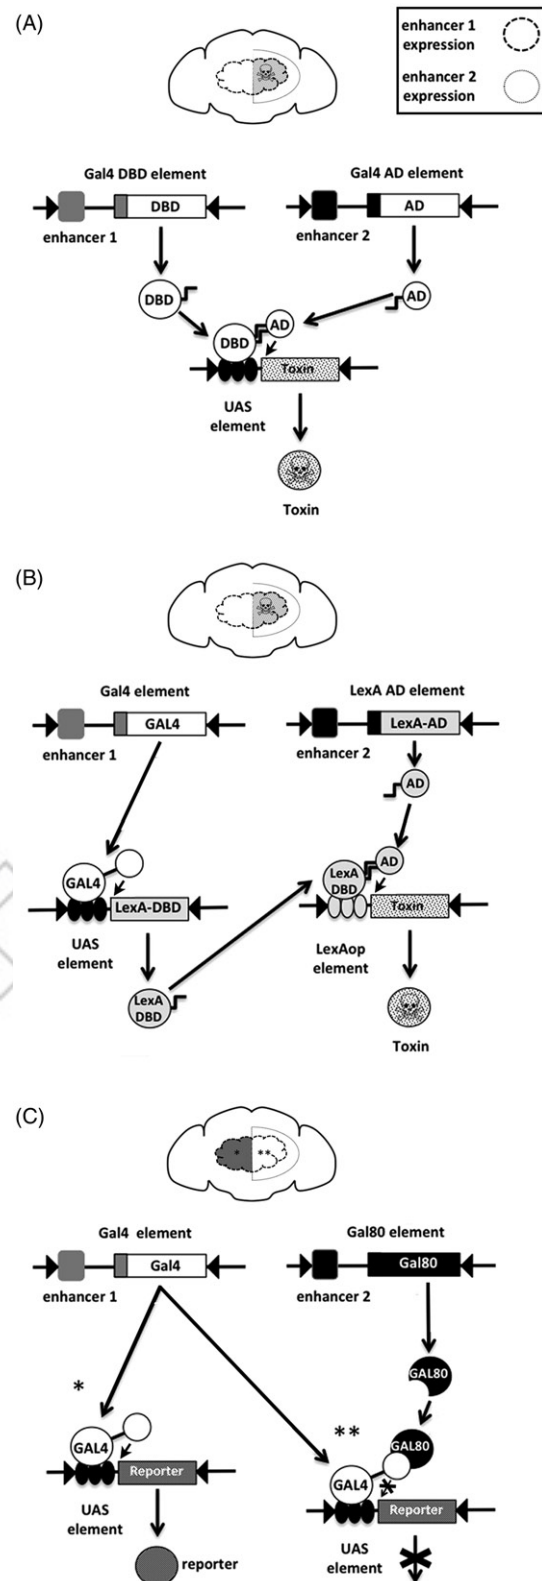 (A)
enhancer 1
expression
enhancer 2
expression
Gal4 DBD element
Gal4 AD element
DBD
AD
enhancer 1
enhancer 2
DBD
AD
DBD
AD
Toxin
UAS
element
Toxin
(B)
Gal4 element
LexA AD element
GAL4
LexA-AD
enhancer 1
enhancer 2
AD
GAL4
LexA
DBD
AD
LexA-DBD
Toxin
UAS
element
LexAop
element
LexA
DBD
Toxin
(C)
*
**
Gal4 element
Gal80 element
Gal4
Gal80
enhancer 1
enhancer 2
GAL80
*
**
GAL4
GAL80
Reporter
GAL4
Reporter
UAS
element
reporter
UAS
element